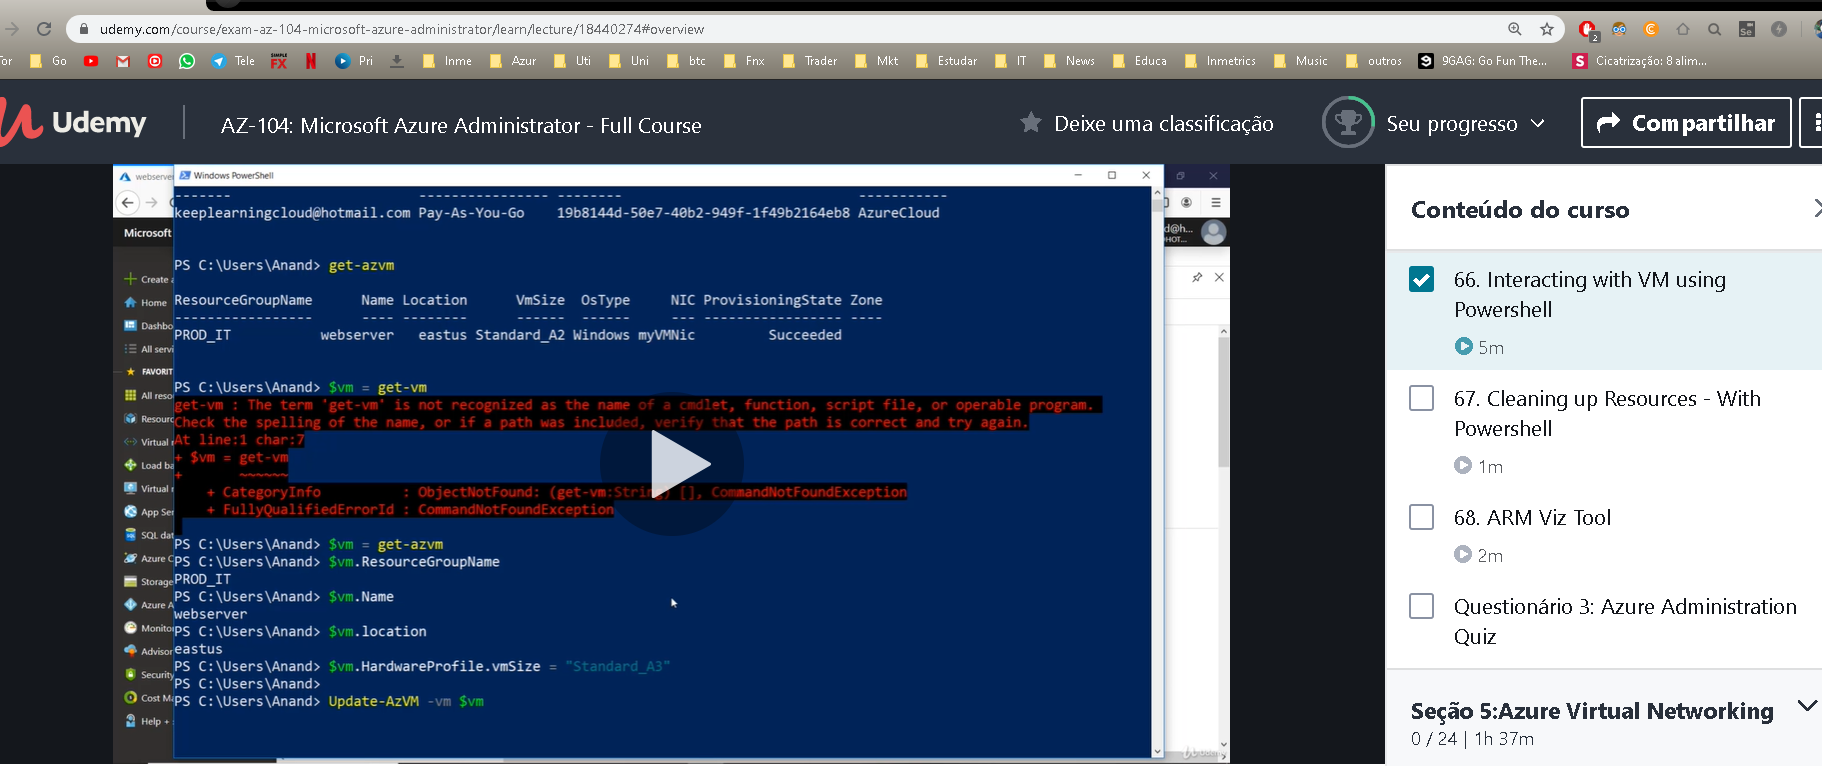 udemy.com/course/exam-az-104-microsoft-azure-administrator/learn/lecture/18440274#overview
2
Se
Go
Tele
SIMPLE FX
N
Pri
Inme
Azur
Uti
Uni
btc
Fnx
Trader
Mkt
Estudar
IT
News
Educa
Inmetrics
Music
outros
9GAG: Go Fun The...
Cicatrização: 8 alim...
Udemy
AZ-104: Microsoft Azure Administrator - Full Course
Deixe uma classificação
Seu progresso
Compartilhar
webserve
Windows PowerShell
------- --------------- -------- -----------
keeplearningcloud@hotmail.com Pay-As-You-Go 19b8144d-50e7-40b2-949f-1f49b2164eb8 AzureCloud
Microsoft
d@h...
HOT...
PS C:\Users\Anand> get-azvm
ResourceGroupName Name Location VmSize OsType NIC ProvisioningState Zone
----------------- ---- -------- ------ ------ --- ----------------- ----
PROD_IT webserver eastus Standard_A2 Windows myVMNic Succeeded
PS C:\Users\Anand> $vm = get-vm
get-vm : The term 'get-vm' is not recognized as the name of a cmdlet, function, script file, or operable program.
Check the spelling of the name, or if a path was included, verify that the path is correct and try again.
At line:1 char:7
+ $vm = get-vm
+ ~~~~~~
+ CategoryInfo : ObjectNotFound: (get-vm:String) [], CommandNotFoundException
+ FullyQualifiedErrorId : CommandNotFoundException
PS C:\Users\Anand> $vm = get-azvm
PS C:\Users\Anand> $vm.ResourceGroupName
PROD_IT
PS C:\Users\Anand> $vm.Name
webserver
PS C:\Users\Anand> $vm.location
eastus
PS C:\Users\Anand> $vm.HardwareProfile.vmSize = "Standard_A3"
PS C:\Users\Anand>
PS C:\Users\Anand> Update-AzVM -vm $vm
Create a
Home
Dashbo
All servi
FAVORIT
All reso
Resourc
Virtual r
Load ba
Virtual r
App Ser
SQL dat
Azure C
Storage
Azure A
Monito
Advisor
Security
Cost Ma
Help +
Udemy
Conteúdo do curso
66. Interacting with VM using
Powershell
5m
67. Cleaning up Resources - With
Powershell
1m
68. ARM Viz Tool
2m
Questionário 3: Azure Administration
Quiz
Seção 5:Azure Virtual Networking
0 / 24 | 1h 37m